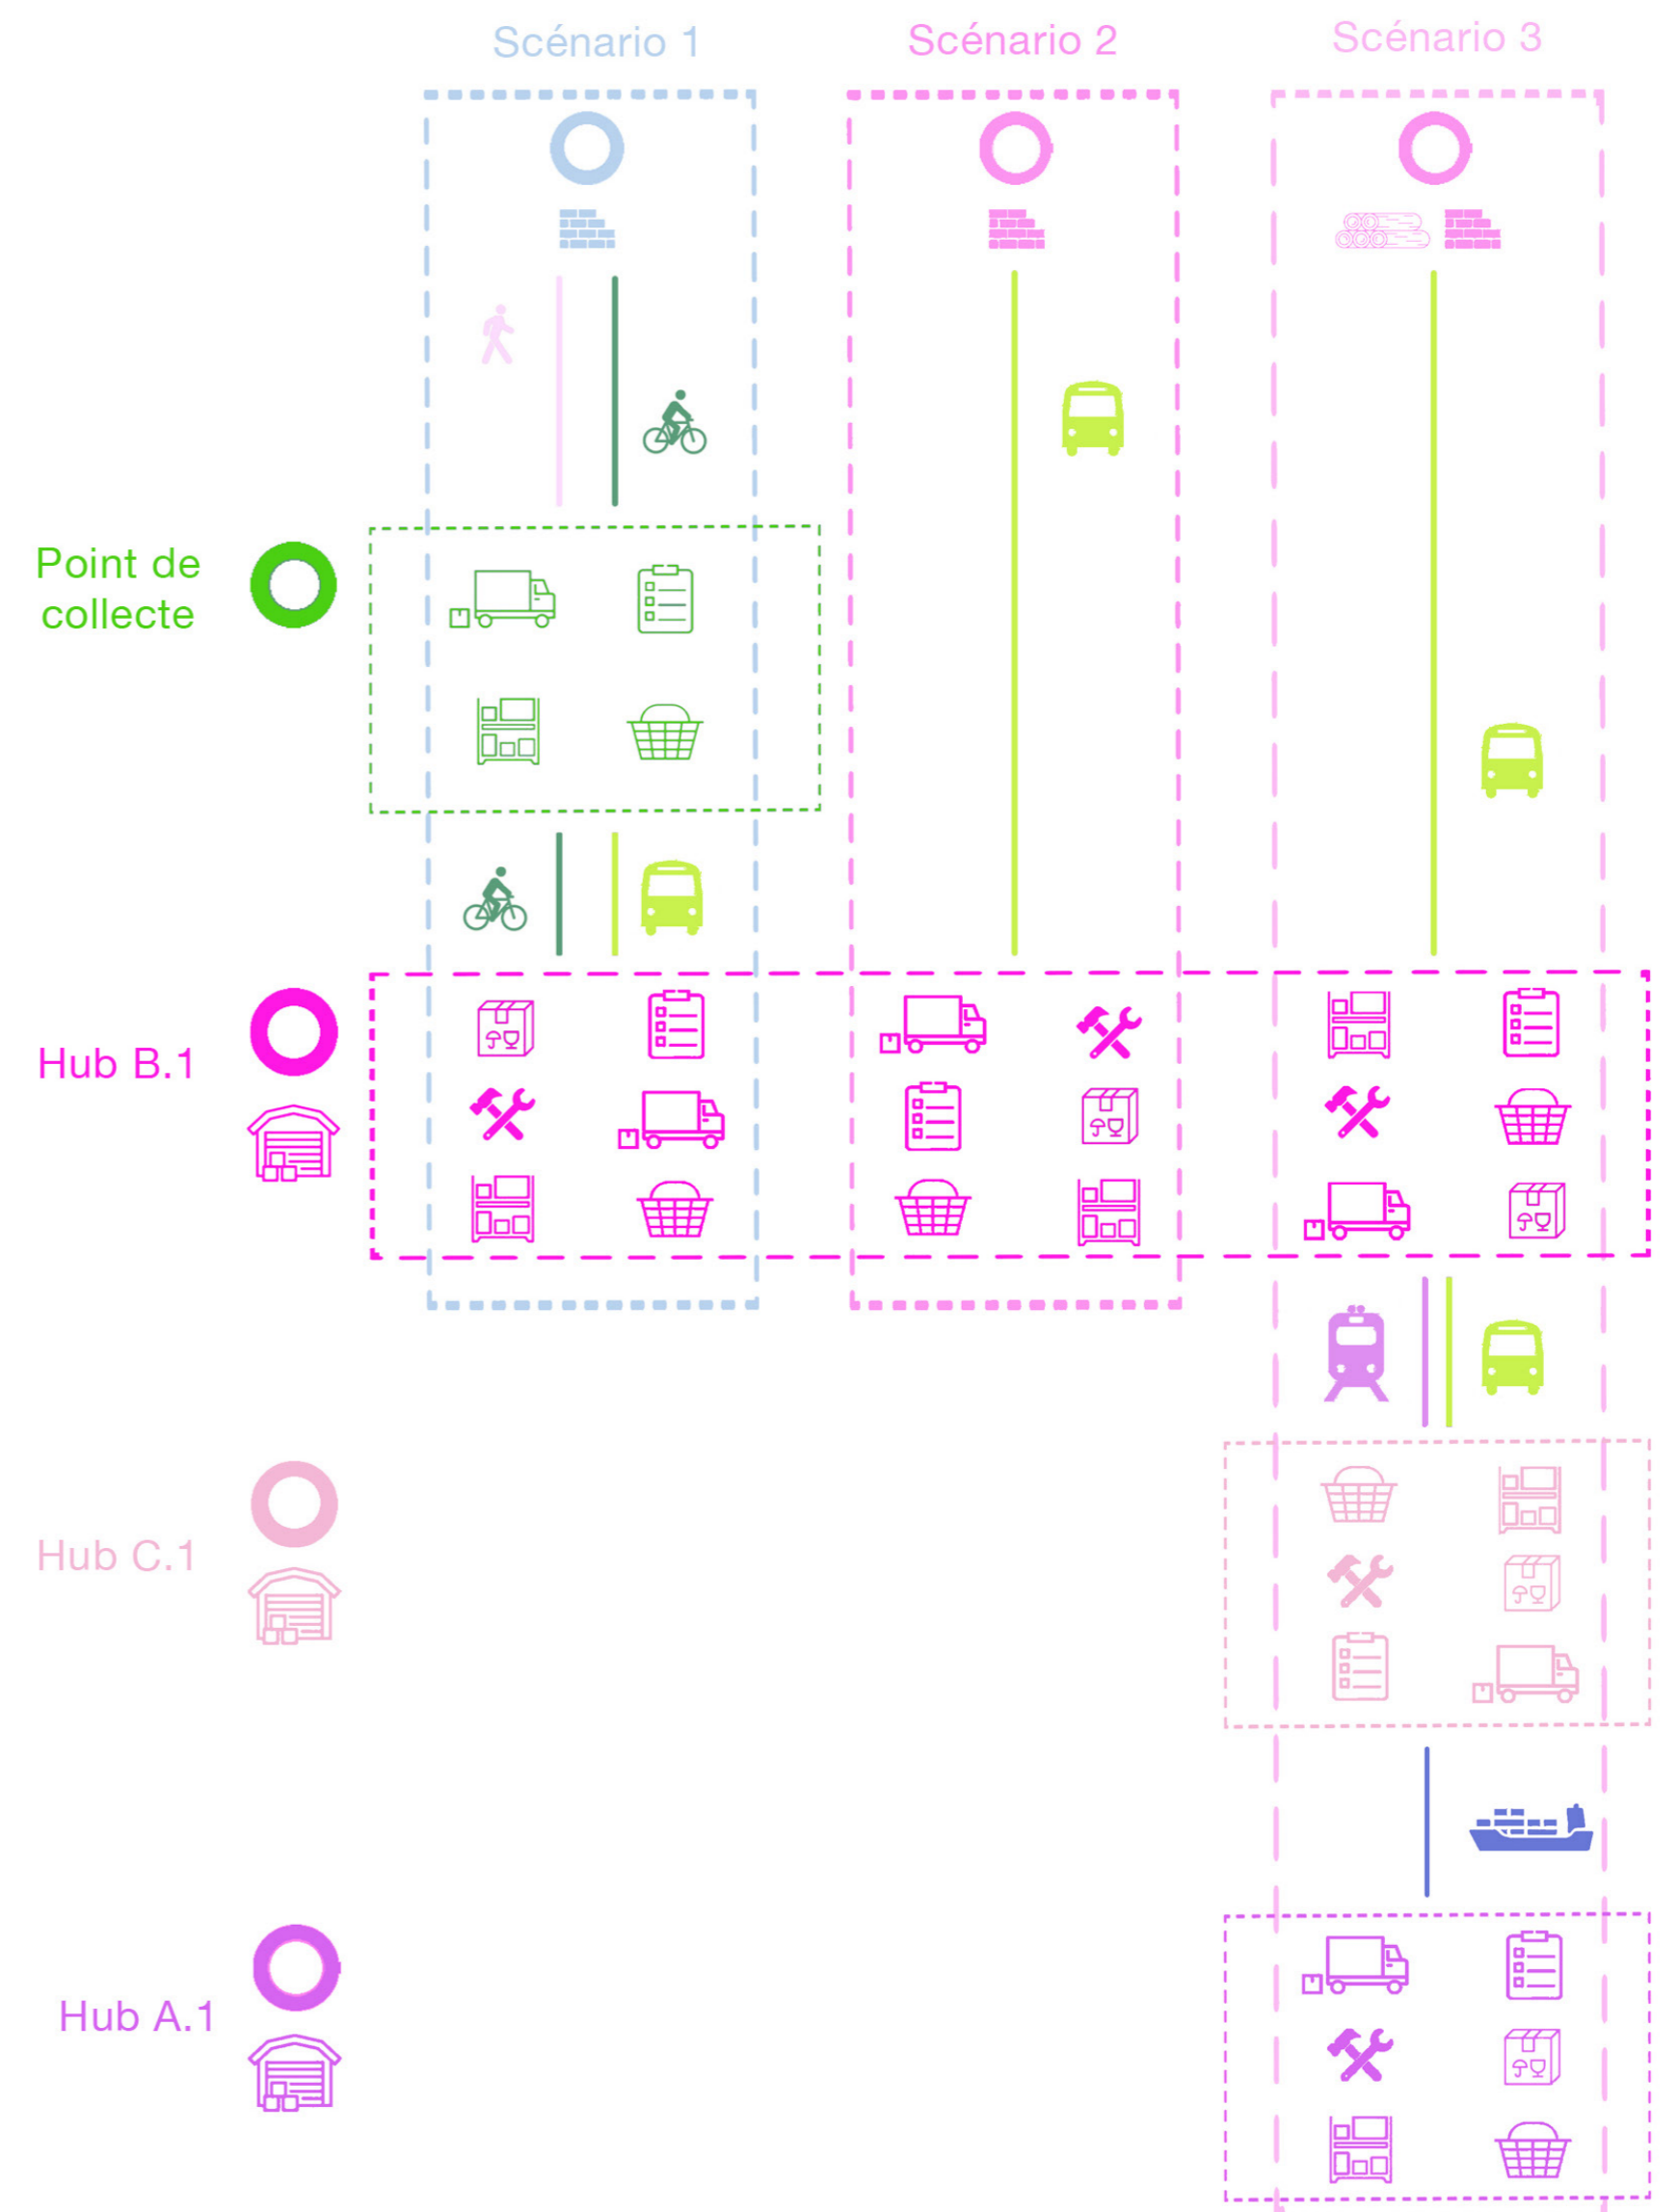 Scénario 1
Scénario 2
Scénario 3
Point de
collecte
Hub B.1
Hub C.1
Hub A.1